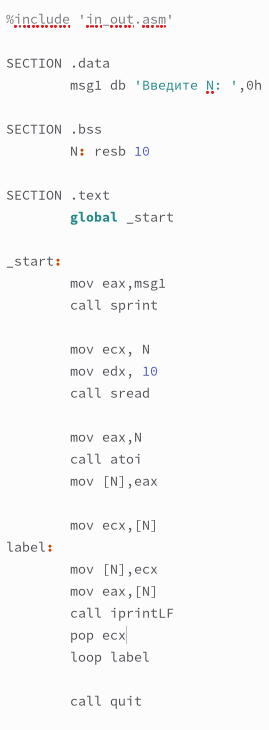 %include 'in_out.asm'
SECTION .data
msg1 db 'Введите N: ',0h
SECTION .bss
N: resb 10
SECTION .text
global _start
_start:
mov eax,msg1
call sprint
mov ecx, N
mov edx, 10
call sread
mov eax,N
call atoi
mov [N],eax
mov ecx,[N]
label:
mov [N],ecx
mov eax,[N]
call iprintLF
pop ecx
loop label
call quit